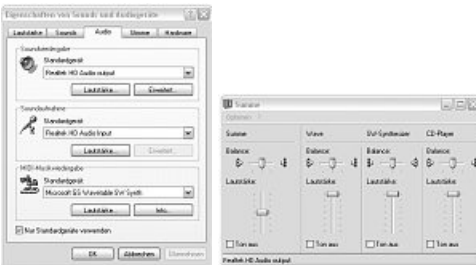 Eigenschaften von Sounds und Audiogeräte
Lautstärke Sounds Audio Stimme Hardware
Soundwiedergabe
Standardgerät:
Realtek HD Audio output
Lautstärke... Erweitert...
Soundaufnahme
Standardgerät:
Realtek HD Audio Input
Lautstärke... Erweitert...
MIDI-Musikwiedergabe
Standardgerät:
Microsoft GS Wavetable SW Synth
Lautstärke... Info...
Nur Standardgeräte verwenden
OK Abbrechen Übernehmen
Summe
Optionen ?
Summe Wave SW-Synthesizer CD-Player
Balance: Balance: Balance: Balance:
Lautstärke: Lautstärke: Lautstärke: Lautstärke:
Ton aus Ton aus Ton aus Ton aus
Realtek HD Audio output